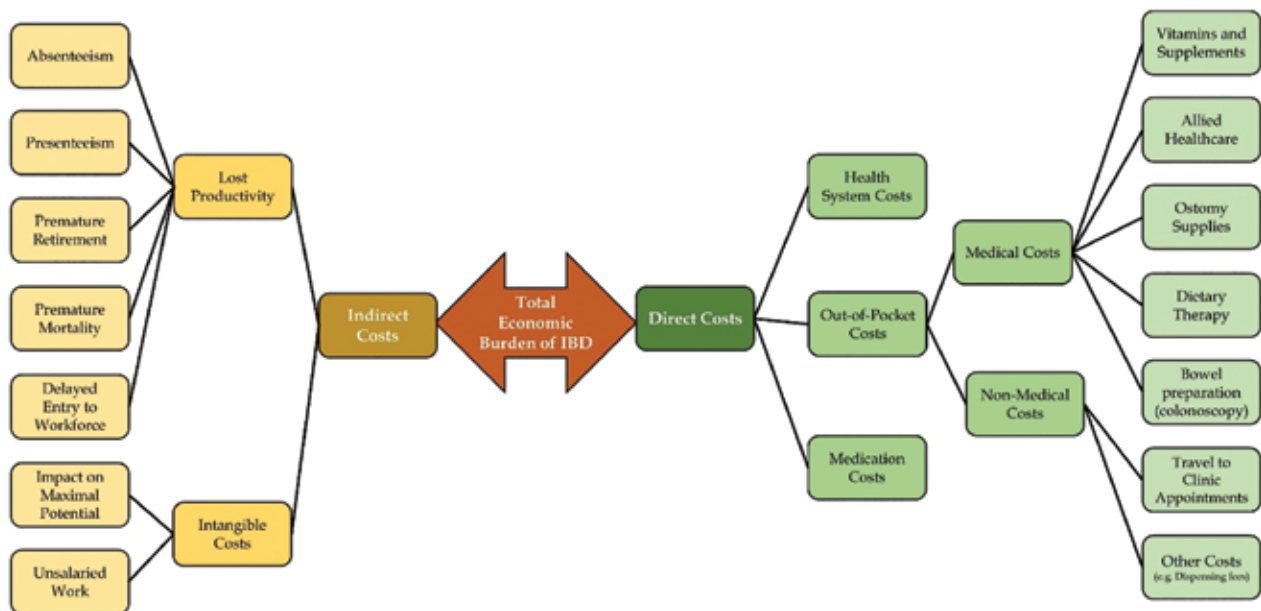 Absenteeism
Presenteeism
Premature
Retirement
Premature
Mortality
Delayed
Entry to
Workforce
Impact on
Maximal
Potential
Unsalaried
Work
Lost
Productivity
Intangible
Costs
Indirect
Costs
Total
Economic
Burden of IBD
Direct Costs
Health
System Costs
Out-of-Pocket
Costs
Medication
Costs
Medical Costs
Non-Medical
Costs
Vitamins and
Supplements
Allied
Healthcare
Ostomy
Supplies
Dietary
Therapy
Bowel
preparation
(colonoscopy)
Travel to
Clinic
Appointments
Other Costs
(e.g. Dispensing fees)